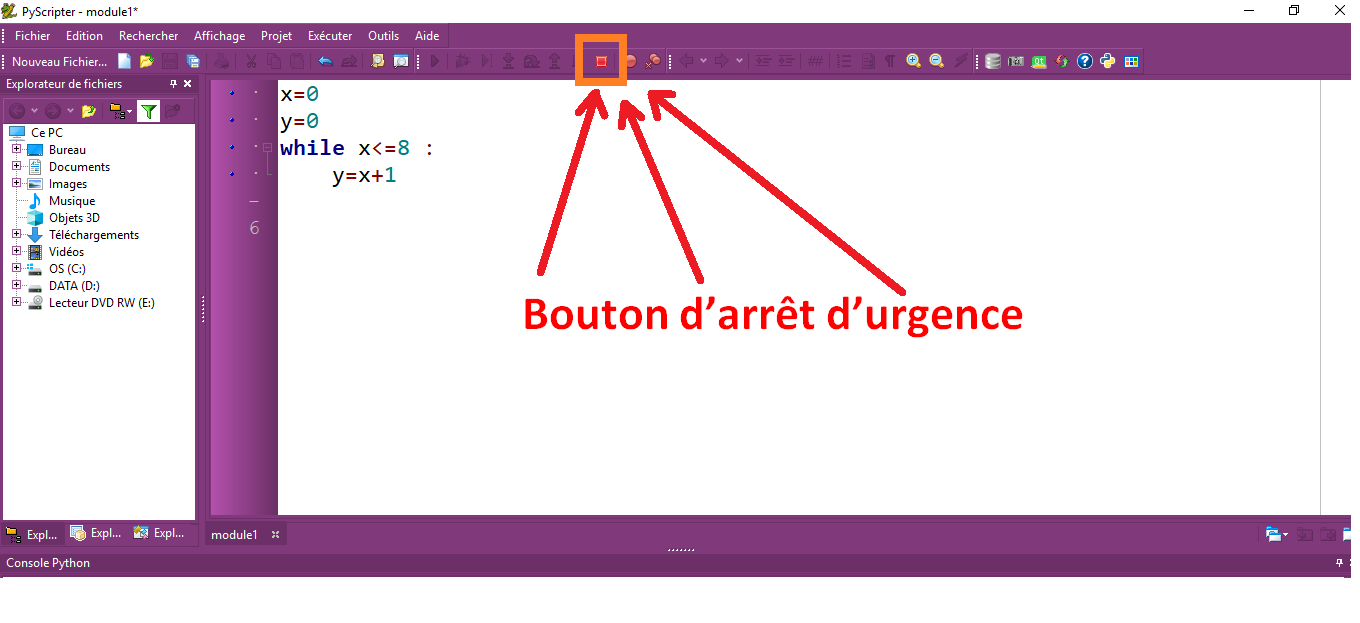 PyScripter - module1*
Fichier Edition Rechercher Affichage Projet Exécuter Outils Aide
Nouveau Fichier...
Explorateur de fichiers
Ce PC
Bureau
Documents
Images
Musique
Objets 3D
Téléchargements
Vidéos
OS (C:)
DATA (D:)
Lecteur DVD RW (E:)
x=0
y=0
while x<=8 :
y=x+1
6
Bouton d’arrêt d’urgence
Expl... Expl... Expl...
module1
Console Python